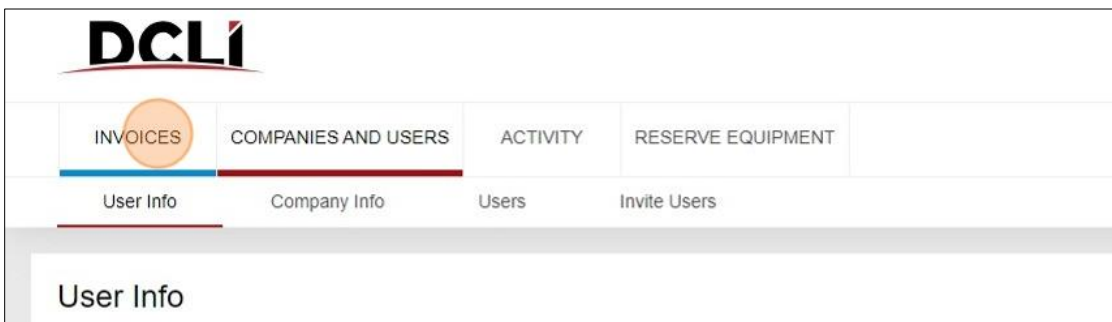 DCLI
INVOICES COMPANIES AND USERS ACTIVITY RESERVE EQUIPMENT
User Info Company Info Users Invite Users
User Info